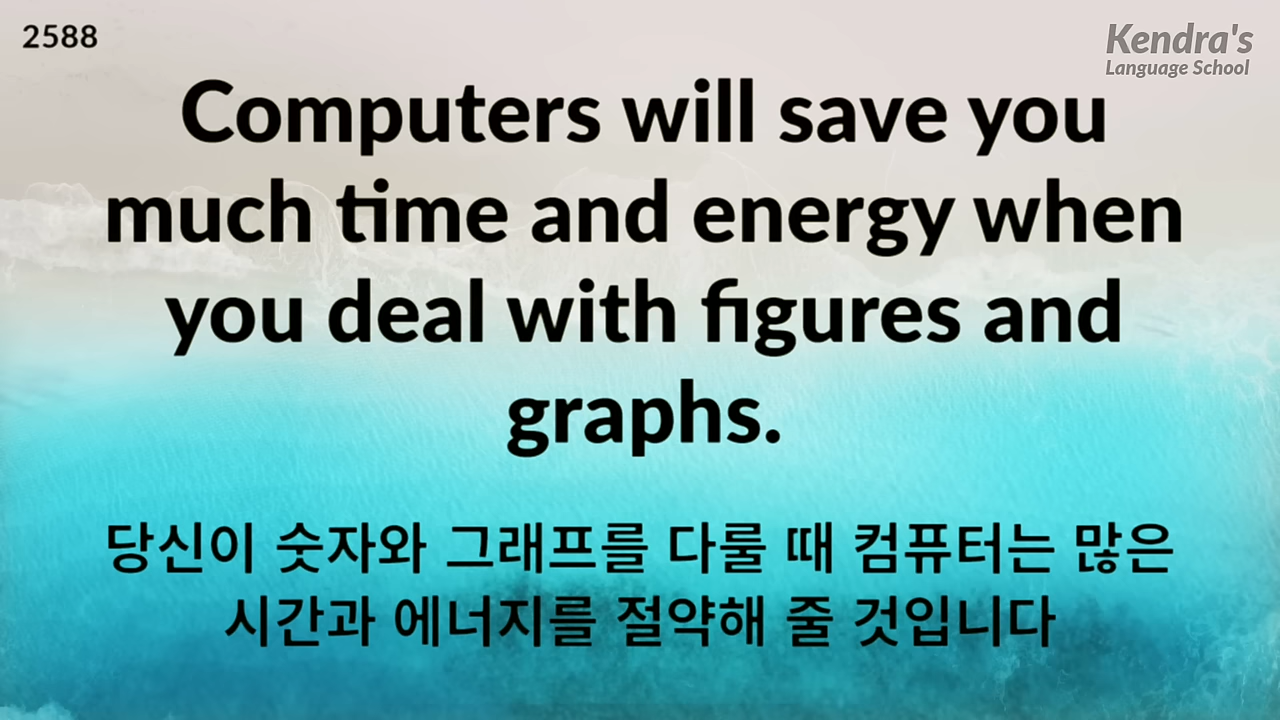 2588
Kendra's
Language School
Computers will save you
much time and energy when
you deal with figures and
graphs.
당신이 숫자와 그래프를 다룰 때 컴퓨터는 많은
시간과 에너지를 절약해 줄 것입니다